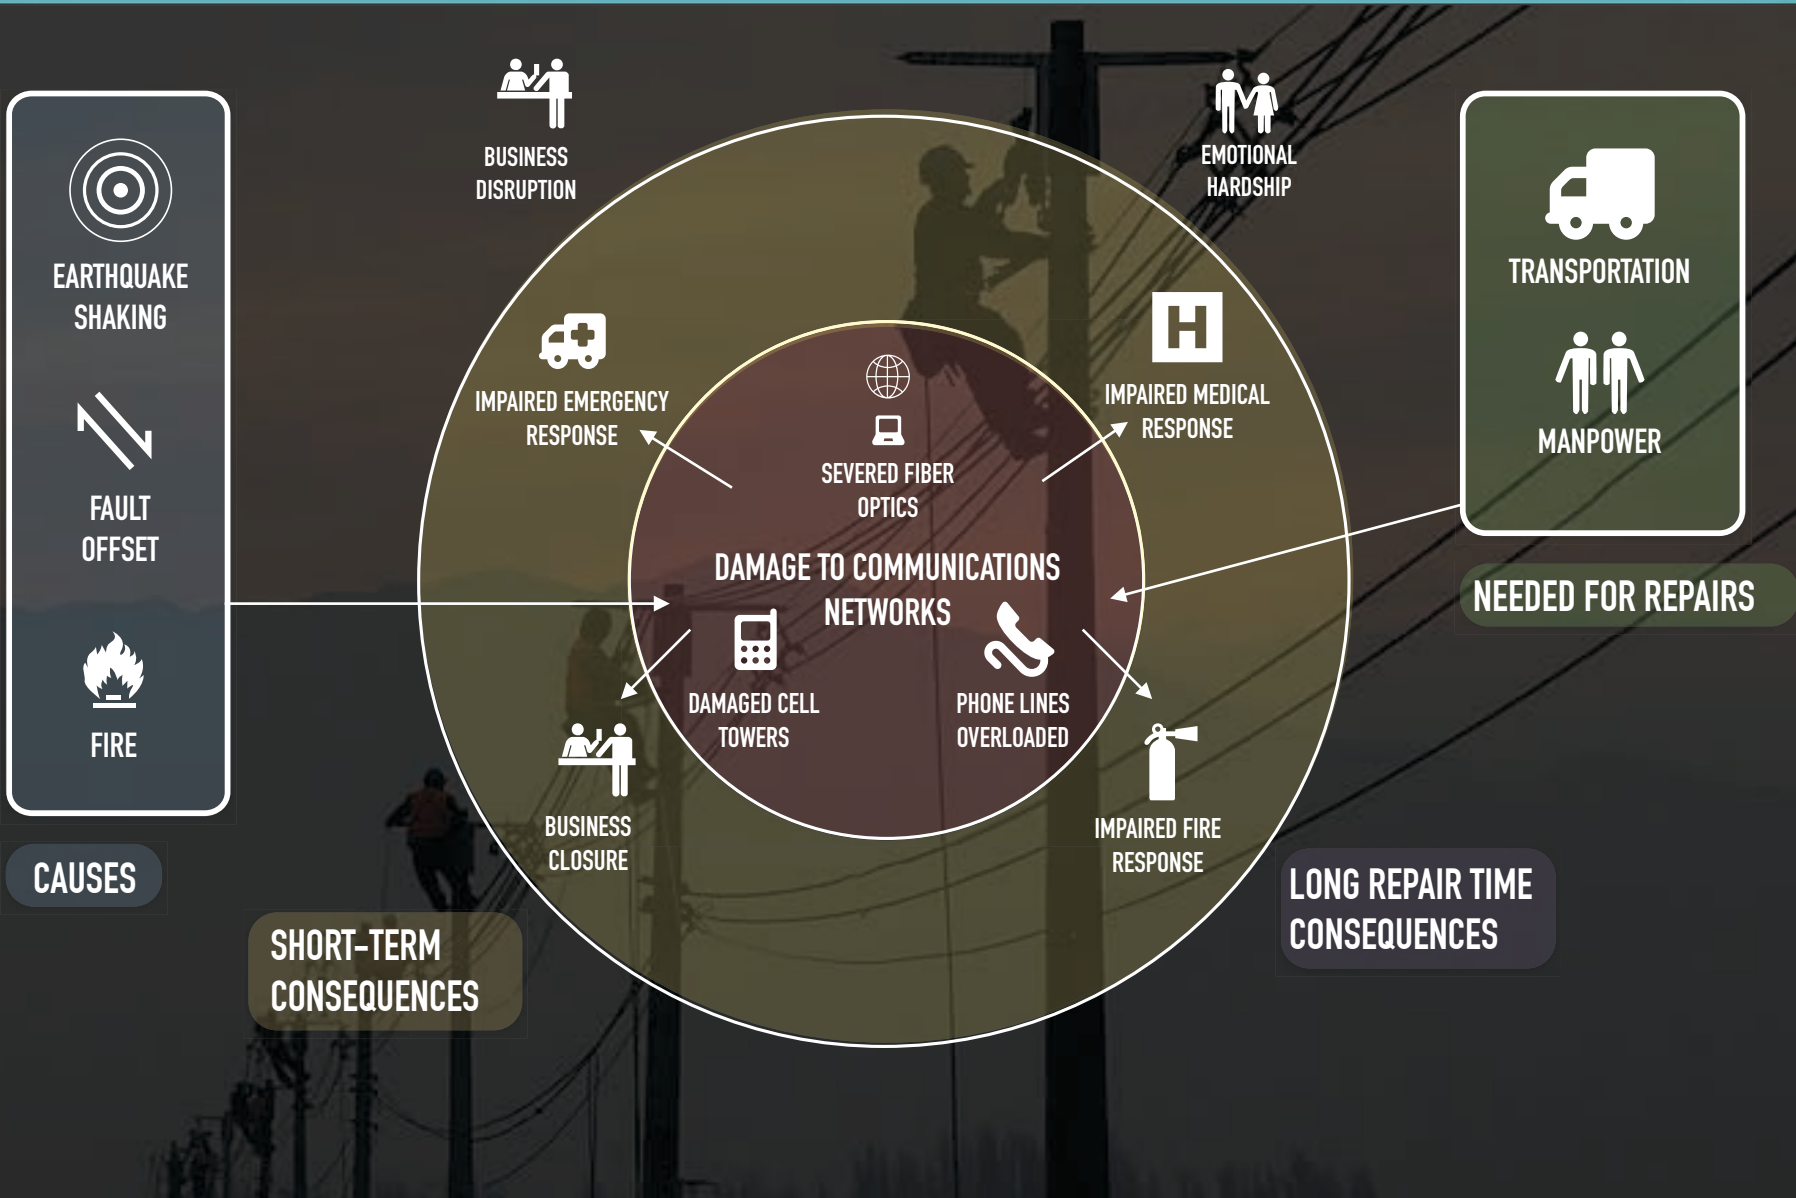 BUSINESS
DISRUPTION
EMOTIONAL
HARDSHIP
EARTHQUAKE
SHAKING
FAULT
OFFSET
FIRE
CAUSES
IMPAIRED EMERGENCY
RESPONSE
IMPAIRED MEDICAL
RESPONSE
H
SEVERED FIBER
OPTICS
DAMAGE TO COMMUNICATIONS
NETWORKS
DAMAGED CELL
TOWERS
PHONE LINES
OVERLOADED
BUSINESS
CLOSURE
IMPAIRED FIRE
RESPONSE
TRANSPORTATION
MANPOWER
NEEDED FOR REPAIRS
SHORT-TERM
CONSEQUENCES
LONG REPAIR TIME
CONSEQUENCES